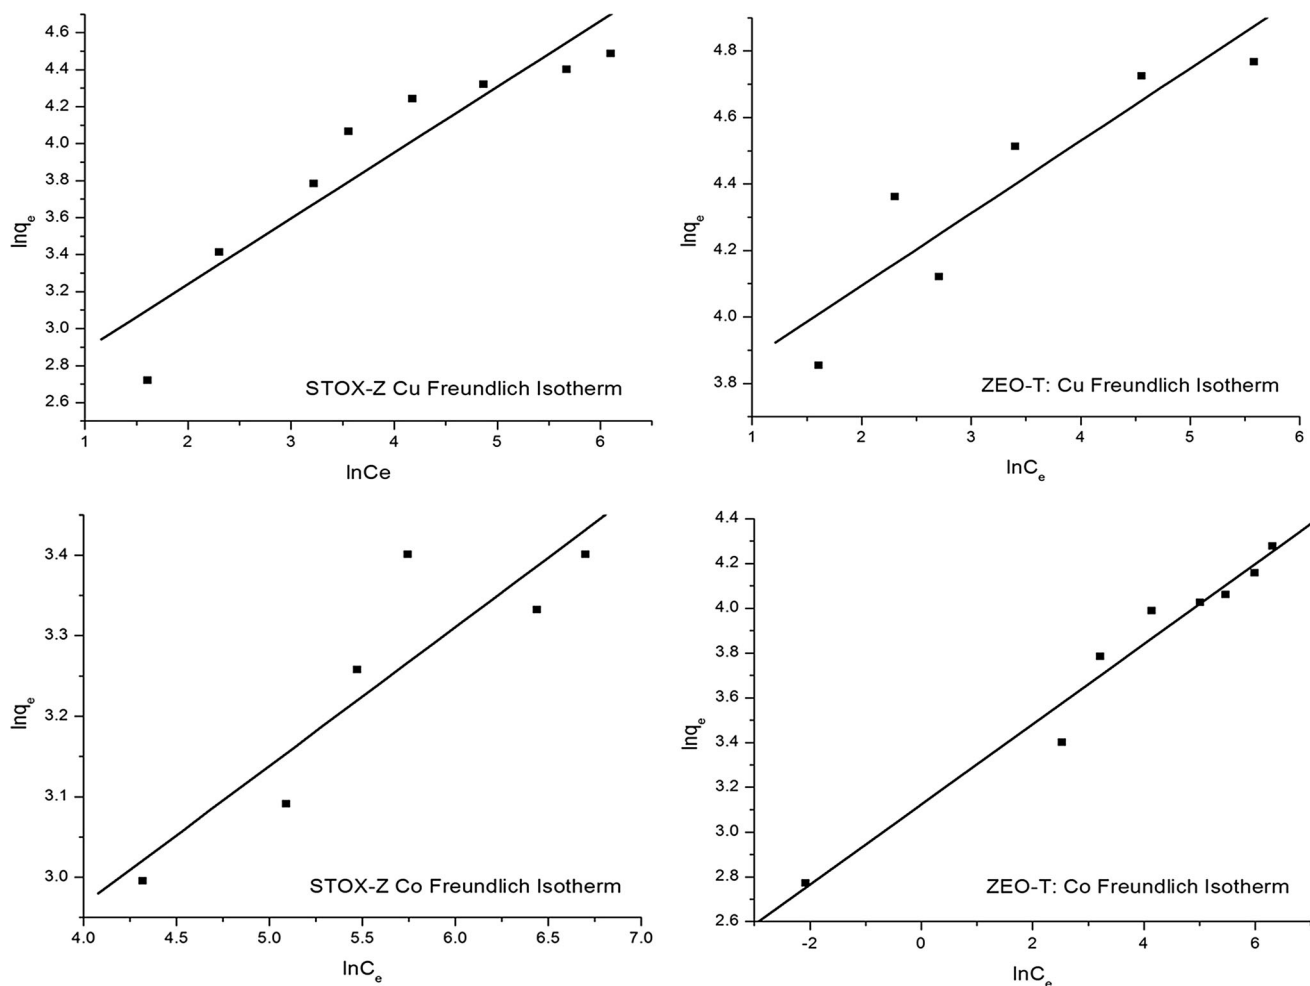 4.6
4.4
4.2
4.0
3.8
3.6
3.4
3.2
3.0
2.8
2.6
lnqe
STOX-Z Cu Freundlich Isotherm
1 2 3 4 5 6
lnCe
4.8
4.6
4.4
4.2
4.0
3.8
lnqe
ZEO-T: Cu Freundlich Isotherm
1 2 3 4 5 6
lnCe
3.4
3.3
3.2
3.1
3.0
lnqe
STOX-Z Co Freundlich Isotherm
4.0 4.5 5.0 5.5 6.0 6.5 7.0
lnCe
4.4
4.2
4.0
3.8
3.6
3.4
3.2
3.0
2.8
2.6
lnqe
ZEO-T: Co Freundlich Isotherm
-2 0 2 4 6
lnCe